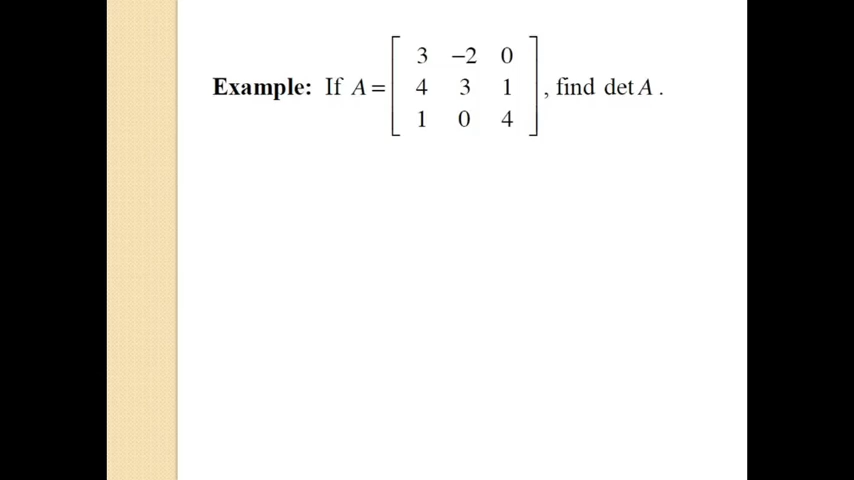 3 −2 0
Example: If A = [ 4 3 1 ] , find det A .
1 0 4